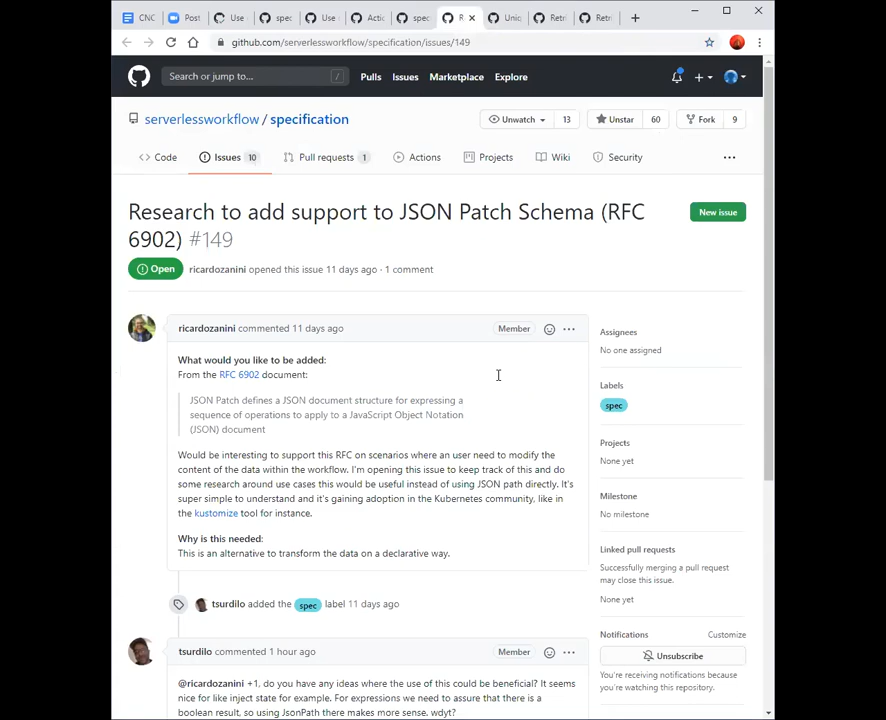 CNC
Post
Use
spec
Use
Actic
spec
R
Uniq
Retri
Retri
github.com/serverlessworkflow/specification/issues/149
Search or jump to...
/
Pulls
Issues
Marketplace
Explore
serverlessworkflow / specification
Unwatch
13
Unstar
60
Fork
9
Code
Issues 10
Pull requests 1
Actions
Projects
Wiki
Security
Research to add support to JSON Patch Schema (RFC
6902) #149
New issue
Open
ricardozanini opened this issue 11 days ago · 1 comment
ricardozanini commented 11 days ago
Member
What would you like to be added:
From the RFC 6902 document:
JSON Patch defines a JSON document structure for expressing a
sequence of operations to apply to a JavaScript Object Notation
(JSON) document
Would be interesting to support this RFC on scenarios where an user need to modify the
content of the data within the workflow. I'm opening this issue to keep track of this and do
some research around use cases this would be useful instead of using JSON path directly. It's
super simple to understand and it's gaining adoption in the Kubernetes community, like in
the kustomize tool for instance.
Why is this needed:
This is an alternative to transform the data on a declarative way.
Assignees
No one assigned
Labels
spec
Projects
None yet
Milestone
No milestone
Linked pull requests
Successfully merging a pull request
may close this issue.
None yet
Notifications
Customize
Unsubscribe
You're receiving notifications because
you're watching this repository.
tsurdilo added the spec label 11 days ago
tsurdilo commented 1 hour ago
Member
@ricardozanini +1, do you have any ideas where the use of this could be beneficial? It seems
nice for like inject state for example. For expressions we need to assure that there is a
boolean result, so using JsonPath there makes more sense. wdyt?